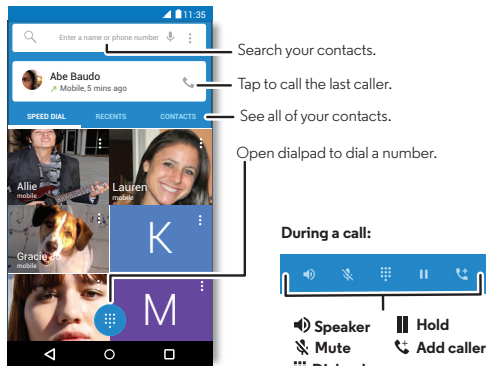 11:35
Enter a name or phone number
Search your contacts.
Abe Baudo
Mobile, 5 mins ago
Tap to call the last caller.
SPEED DIAL RECENTS CONTACTS
See all of your contacts.
Open dialpad to dial a number.
Allie
mobile
Lauren
mobile
Gracie
mobile
K
M
During a call:
Speaker
Hold
Mute
Add caller